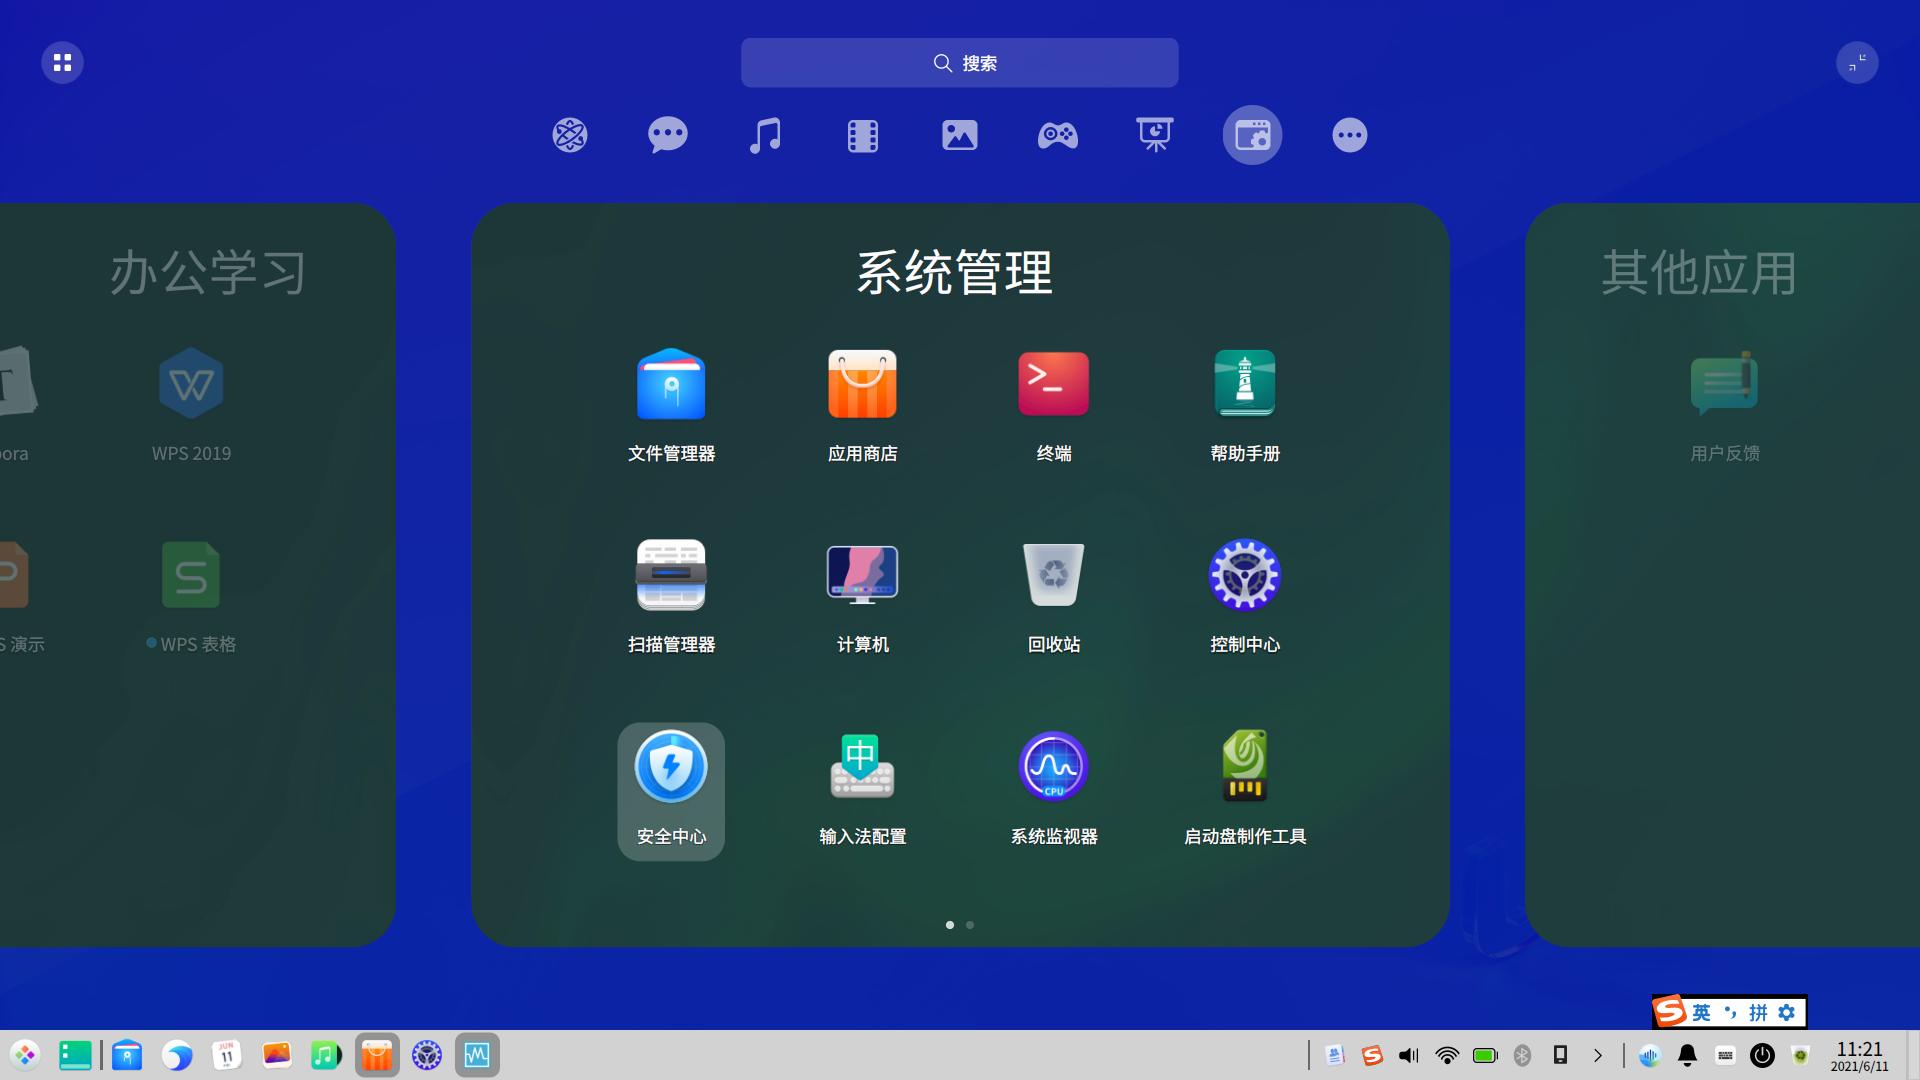 搜索
办公学习
系统管理
其他应用
ora
WPS 2019
文件管理器
应用商店
终端
帮助手册
用户反馈
S 演示
WPS 表格
扫描管理器
计算机
回收站
控制中心
中
CPU
安全中心
输入法配置
系统监视器
启动盘制作工具
英 拼
JUN
11
11:21
2021/6/11